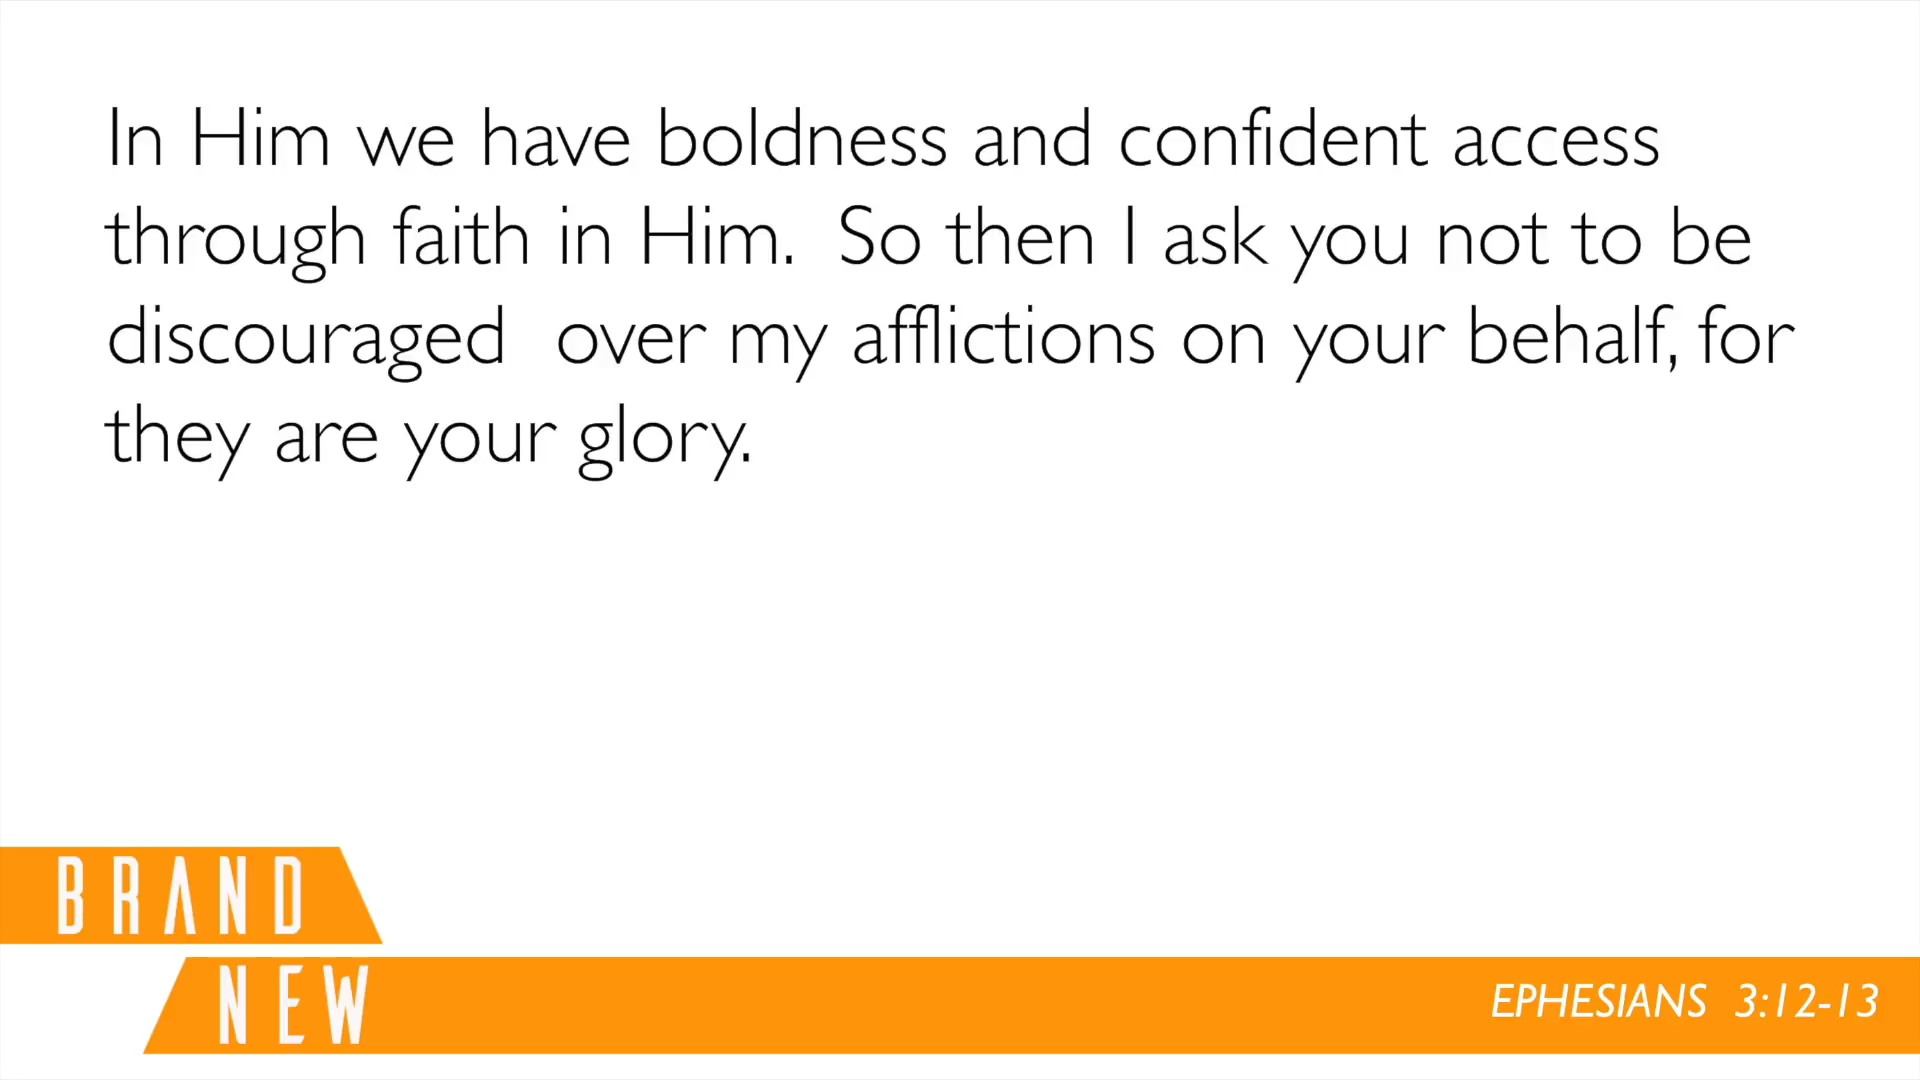 In Him we have boldness and confident access
through faith in Him.  So then I ask you not to be
discouraged  over my afflictions on your behalf, for
they are your glory.
BRAND
NEW
EPHESIANS  3:12-13